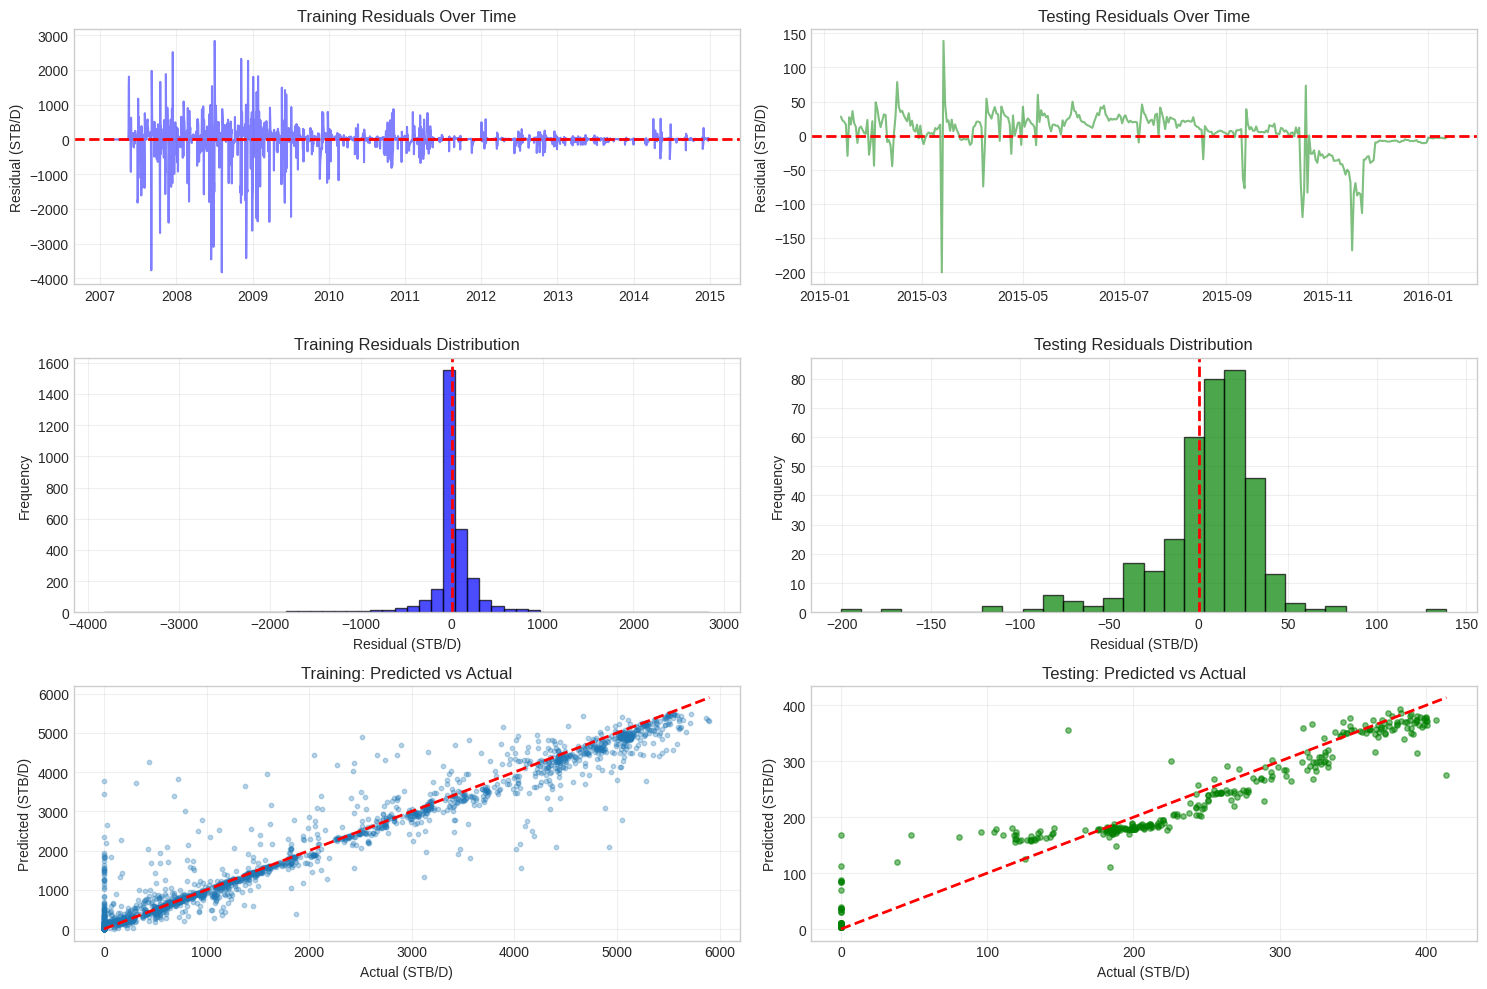 Training Residuals Over Time
Residual (STB/D)
3000
2000
1000
0
−1000
−2000
−3000
−4000
2007 2008 2009 2010 2011 2012 2013 2014 2015
Testing Residuals Over Time
Residual (STB/D)
150
100
50
0
−50
−100
−150
−200
2015-01 2015-03 2015-05 2015-07 2015-09 2015-11 2016-01
Training Residuals Distribution
Frequency
1600
1400
1200
1000
800
600
400
200
0
−4000 −3000 −2000 −1000 0 1000 2000 3000
Residual (STB/D)
Testing Residuals Distribution
Frequency
80
70
60
50
40
30
20
10
0
−200 −150 −100 −50 0 50 100 150
Residual (STB/D)
Training: Predicted vs Actual
Predicted (STB/D)
6000
5000
4000
3000
2000
1000
0
0 1000 2000 3000 4000 5000 6000
Actual (STB/D)
Testing: Predicted vs Actual
Predicted (STB/D)
400
300
200
100
0
0 100 200 300 400
Actual (STB/D)